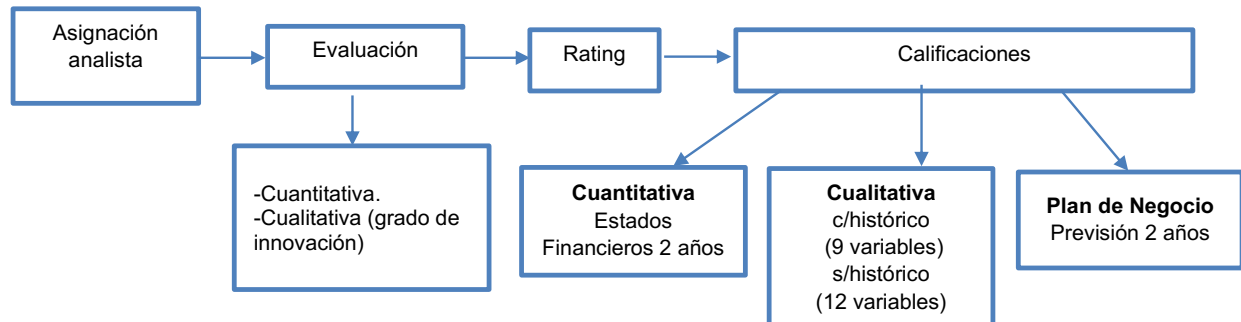 Asignación
analista
Evaluación
Rating
Calificaciones
-Cuantitativa.
-Cualitativa (grado de
innovación)
Cuantitativa
Estados
Financieros 2 años
Cualitativa
c/histórico
(9 variables)
s/histórico
(12 variables)
Plan de Negocio
Previsión 2 años